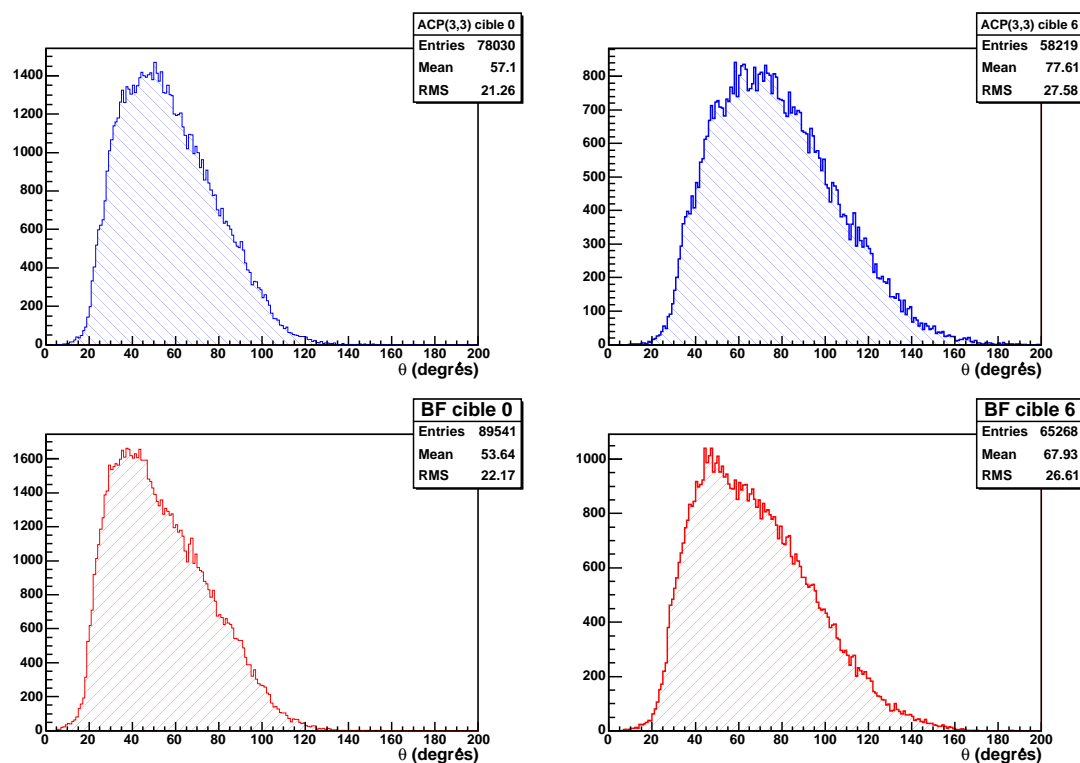 ACP(3,3) cible 0
Entries 78030
Mean 57.1
RMS 21.26
1400
1200
1000
800
600
400
200
0
0 20 40 60 80 100 120 140 160 180 200
θ (degrés)
ACP(3,3) cible 6
Entries 58219
Mean 77.61
RMS 27.58
800
700
600
500
400
300
200
100
0
0 20 40 60 80 100 120 140 160 180 200
θ (degrés)
BF cible 0
Entries 89541
Mean 53.64
RMS 22.17
1600
1400
1200
1000
800
600
400
200
0
0 20 40 60 80 100 120 140 160 180 200
θ (degrés)
BF cible 6
Entries 65268
Mean 67.93
RMS 26.61
1000
800
600
400
200
0
0 20 40 60 80 100 120 140 160 180 200
θ (degrés)